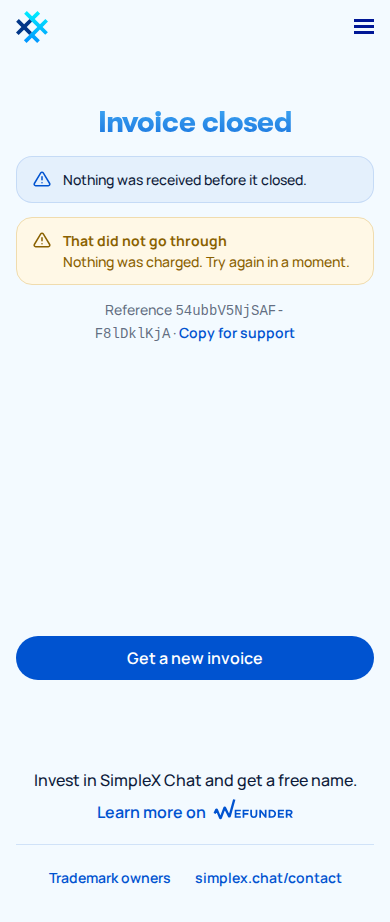 Invoice closed
Nothing was received before it closed.
That did not go through
Nothing was charged. Try again in a moment.
Reference 54ubbV5NjSAF-
F8lDklKjA · Copy for support
Get a new invoice
Invest in SimpleX Chat and get a free name.
Learn more on WEFUNDER
Trademark owners simplex.chat/contact